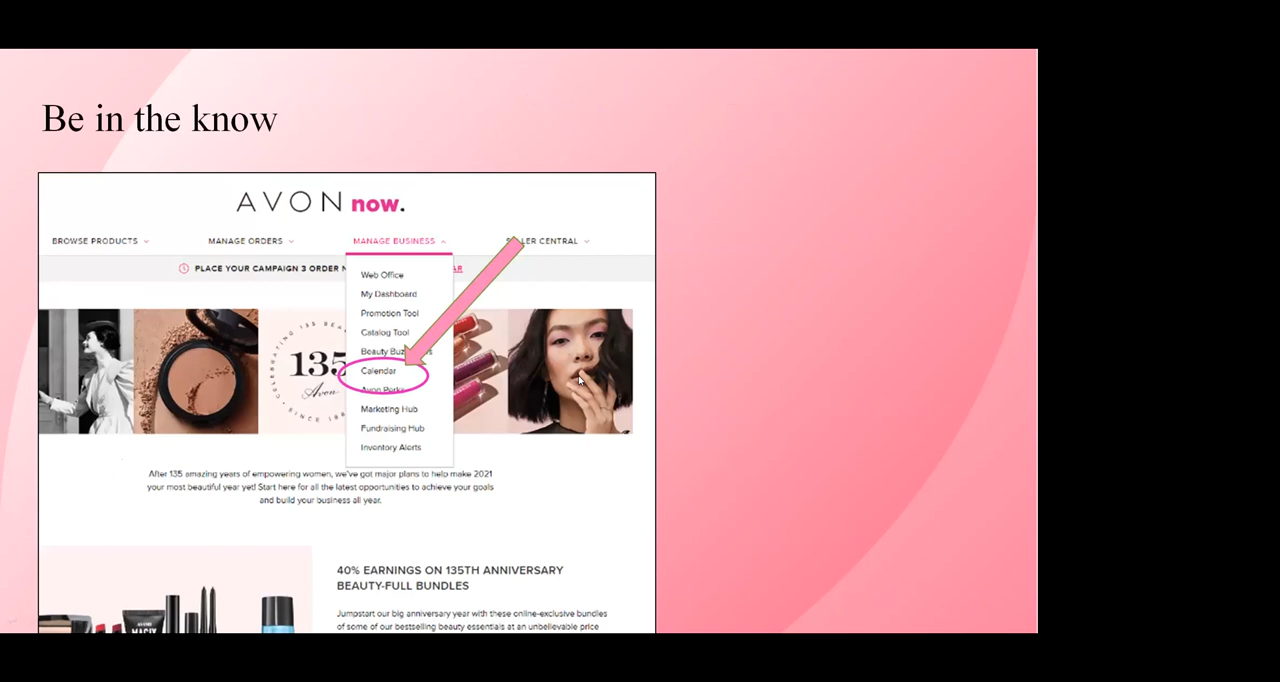 Be in the know
AVON now.
BROWSE PRODUCTS MANAGE ORDERS MANAGE BUSINESS CENTRAL
PLACE YOUR CAMPAIGN 3 ORDER
Web Office
My Dashboard
Promotion Tool
Catalog Tool
Beauty
Calendar
Avon
Marketing Hub
Fundraising Hub
Inventory Alerts
135
Avon
After 135 amazing years of empowering women, we've got major plans to help make 2021
your most beautiful year yet! Start here for all the latest opportunities to achieve your goals
and build your business all year.
40% EARNINGS ON 135TH ANNIVERSARY
BEAUTY-FULL BUNDLES
Jumpstart our big anniversary year with these online-exclusive bundles
of some of our bestselling beauty essentials at an unbelievable price